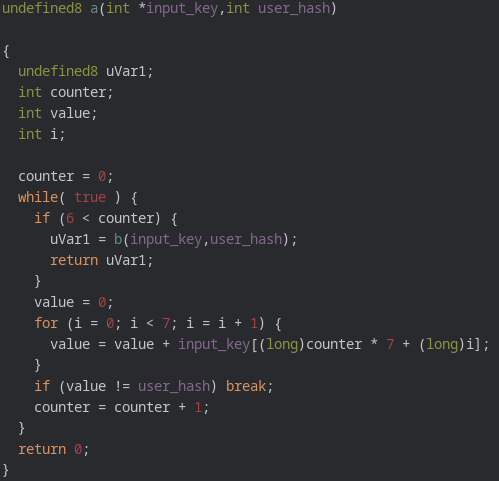 undefined8 a(int *input_key,int user_hash)
{
  undefined8 uVar1;
  int counter;
  int value;
  int i;
  counter = 0;
  while( true ) {
    if (6 < counter) {
      uVar1 = b(input_key,user_hash);
      return uVar1;
    }
    value = 0;
    for (i = 0; i < 7; i = i + 1) {
      value = value + input_key[(long)counter * 7 + (long)i];
    }
    if (value != user_hash) break;
    counter = counter + 1;
  }
  return 0;
}